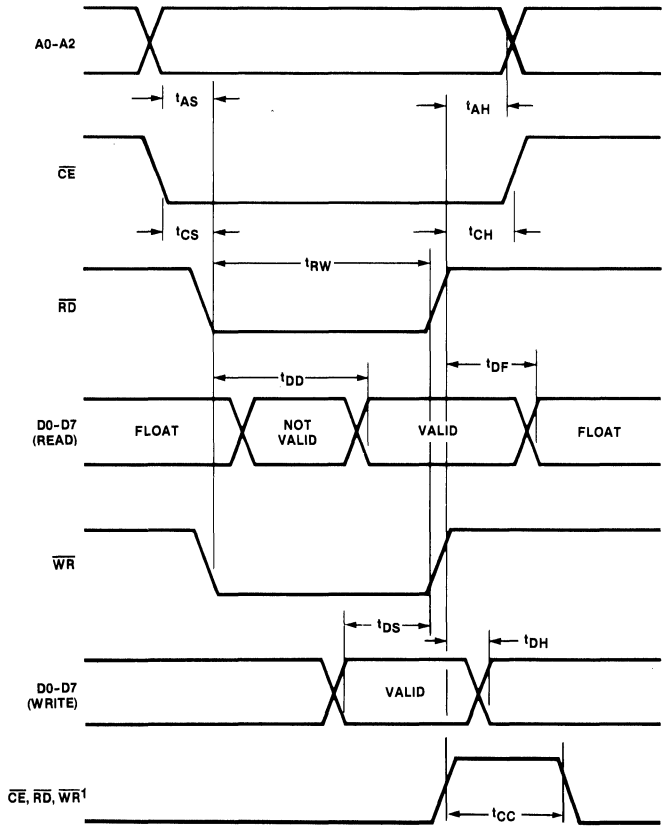 A0-A2
tAS
tAH
CE
tCS
tCH
tRW
RD
tDD
tDF
D0-D7
(READ)
FLOAT
NOT
VALID
VALID
FLOAT
WR
tDS
tDH
D0-D7
(WRITE)
VALID
CE, RD, WR1
tCC